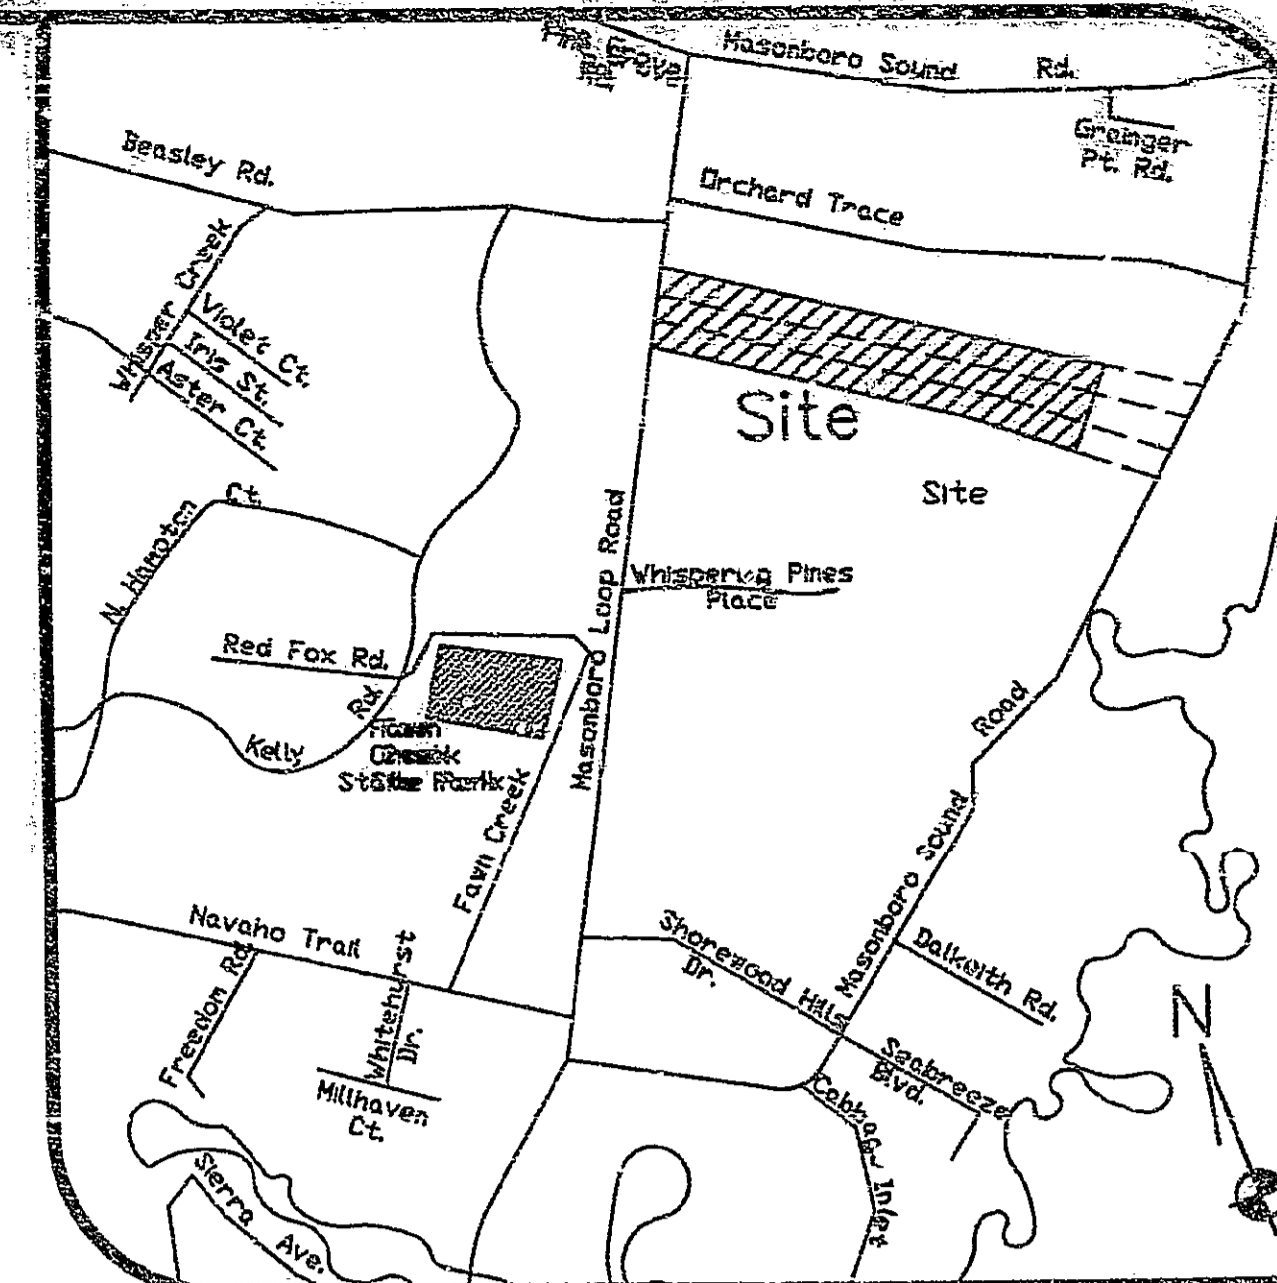 Masonboro Sound Rd.
Grainger
Pt. Rd.
Beasley Rd.
Orchard Trace
Whisper Creek
Violet Ct.
Iris St.
Aster Ct.
Site
Site
N. Hampton Ct.
Masonboro Loop Road
Pines
Place
Red Fox Rd.
Kelly Rd.
Fawn Creek
Masonboro Sound Road
Navaho Trail
Freedom Rd.
Whitehurst
Dr.
Millhaven
Ct.
Shorewood Hills
Dr.
Dalkeith Rd.
Seabreeze
Blvd.
Inlet
Sierra Ave.
N